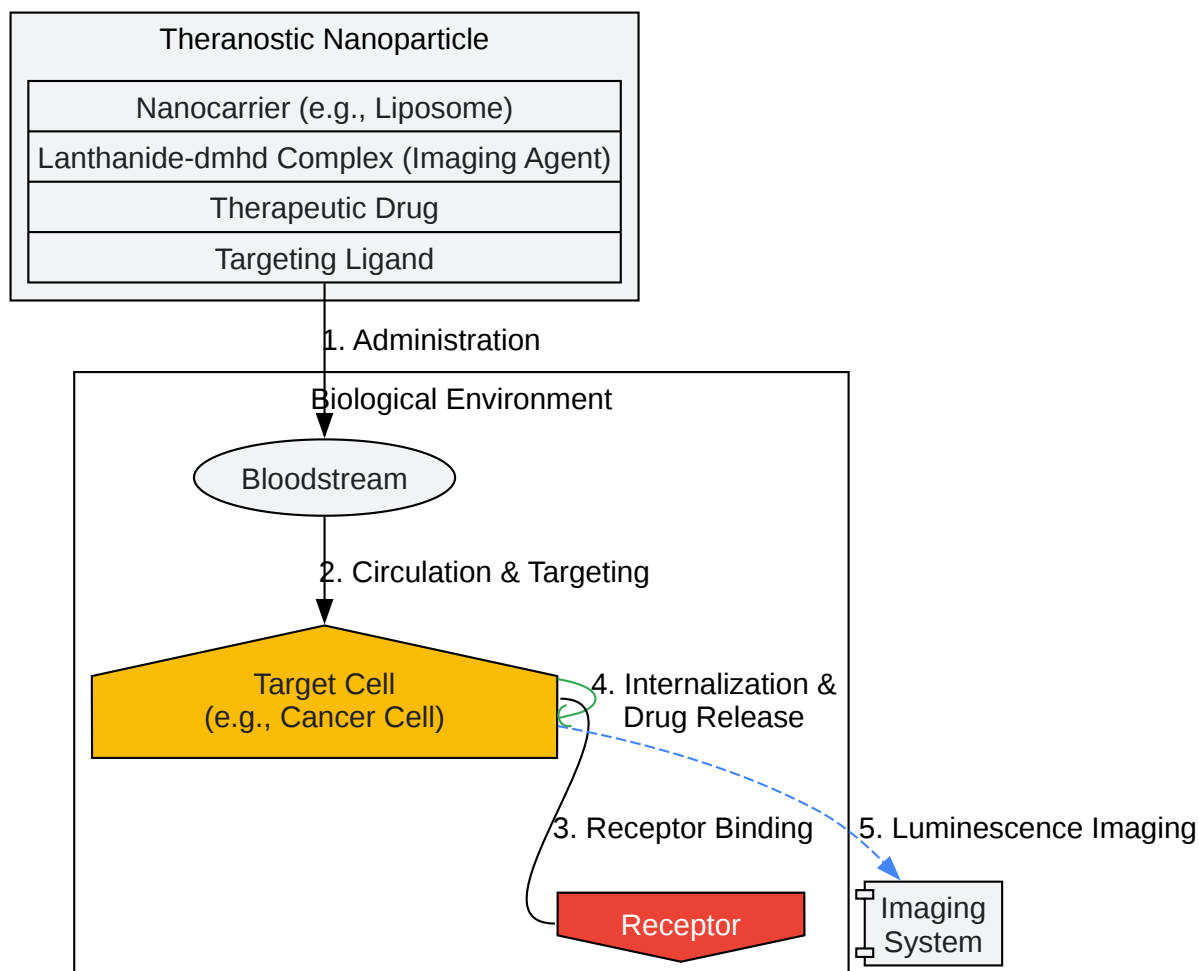 Theranostic Nanoparticle
Nanocarrier (e.g., Liposome)
Lanthanide-dmhd Complex (Imaging Agent)
Therapeutic Drug
Targeting Ligand
1. Administration
Biological Environment
Bloodstream
2. Circulation & Targeting
Target Cell
(e.g., Cancer Cell)
4. Internalization &
Drug Release
3. Receptor Binding
5. Luminescence Imaging
Receptor
Imaging
System